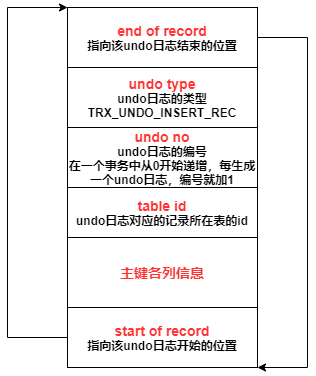 end of record
指向该undo日志结束的位置
undo type
undo日志的类型
TRX_UNDO_INSERT_REC
undo no
undo日志的编号
在一个事务中从0开始递增，每生成
一个undo日志，编号就加1
table id
undo日志对应的记录所在表的id
主键各列信息
start of record
指向该undo日志开始的位置